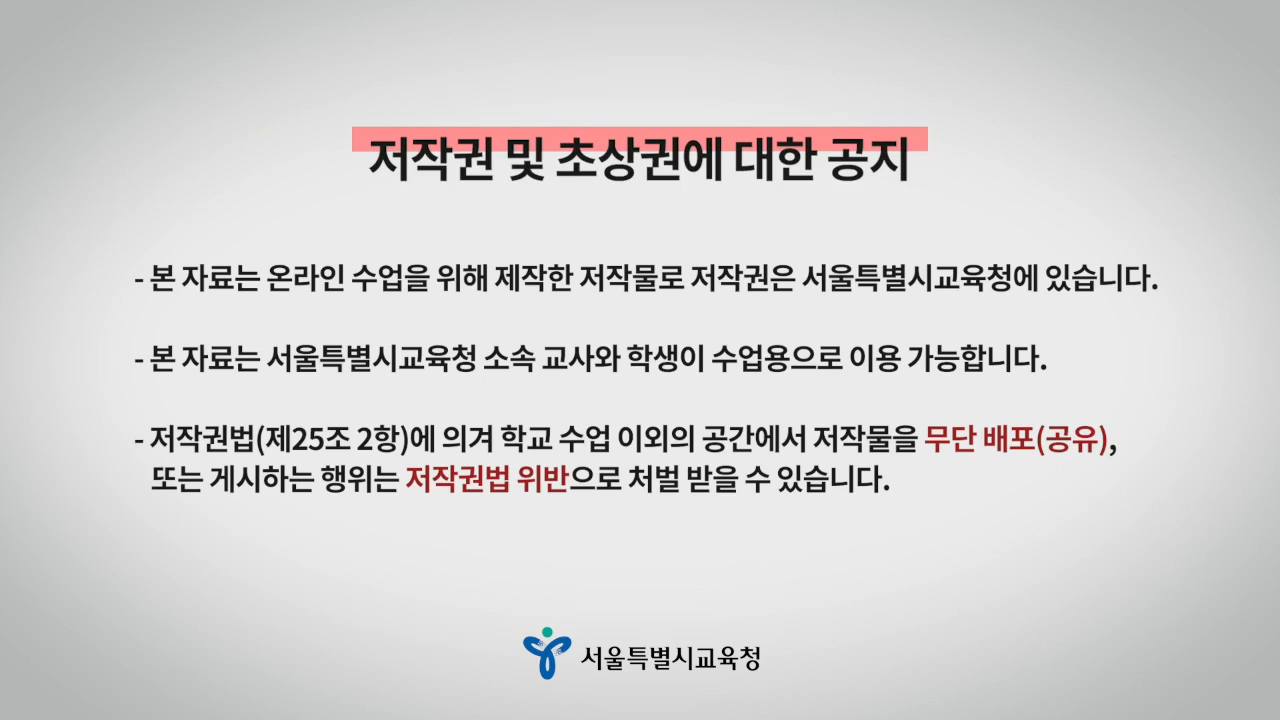 저작권 및 초상권에 대한 공지
- 본 자료는 온라인 수업을 위해 제작한 저작물로 저작권은 서울특별시교육청에 있습니다.
- 본 자료는 서울특별시교육청 소속 교사와 학생이 수업용으로 이용 가능합니다.
- 저작권법(제25조 2항)에 의겨 학교 수업 이외의 공간에서 저작물을 무단 배포(공유),
또는 게시하는 행위는 저작권법 위반으로 처벌 받을 수 있습니다.
서울특별시교육청